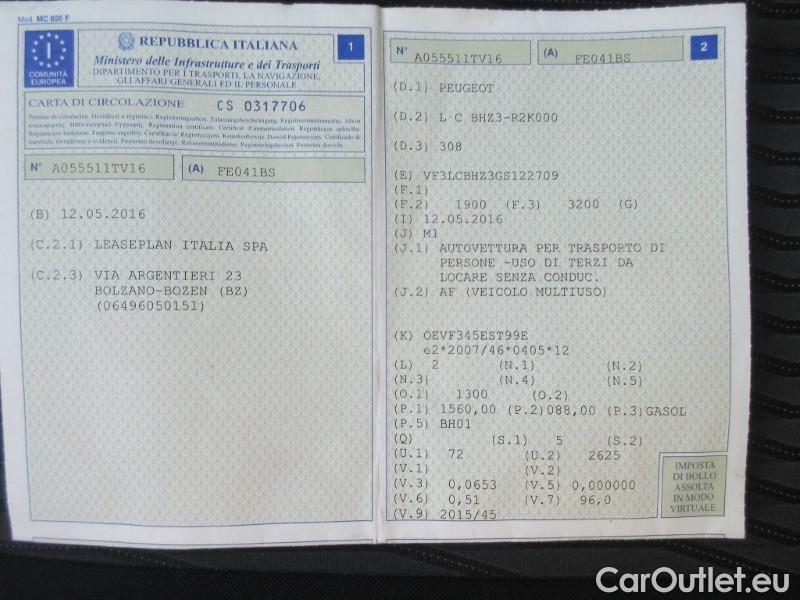 Mod. MC 820 F
I
COMUNITÀ
EUROPEA
REPUBBLICA ITALIANA
1
Ministero delle Infrastrutture e dei Trasporti
DIPARTIMENTO PER I TRASPORTI, LA NAVIGAZIONE,
GLI AFFARI GENERALI ED IL PERSONALE
CARTA DI CIRCOLAZIONE CS 0317706
N° A055511TV16 (A) FE041BS
(B) 12.05.2016
(C.2.1) LEASEPLAN ITALIA SPA
(C.2.3) VIA ARGENTIERI 23
BOLZANO-BOZEN (BZ)
(06496050151)
N° A055511TV16 (A) FE041BS 2
(D.1) PEUGEOT
(D.2) L C BHZ3-R2K000
(D.3) 308
(E) VF3LCBHZ3GS122709
(F.1)
(F.2) 1900 (F.3) 3200 (G)
(I) 12.05.2016
(J) M1
(J.1) AUTOVETTURA PER TRASPORTO DI
PERSONE -USO DI TERZI DA
LOCARE SENZA CONDUC.
(J.2) AF (VEICOLO MULTIUSO)
(K) OEVF345EST99E
e2*2007/46*0405*12
(L) 2 (N.1) (N.2)
(N.3) (N.4) (N.5)
(O.1) 1300 (O.2)
(P.1) 1560,00 (P.2)088,00 (P.3)GASOL
(P.5) BH01
(Q) (S.1) 5 (S.2)
(U.1) 72 (U.2) 2625
(V.1) (V.2)
(V.3) 0,0653 (V.5) 0,000000
(V.6) 0,51 (V.7) 96,0
(V.9) 2015/45
IMPOSTA
DI BOLLO
ASSOLTA
IN MODO
VIRTUALE
CarOutlet.eu